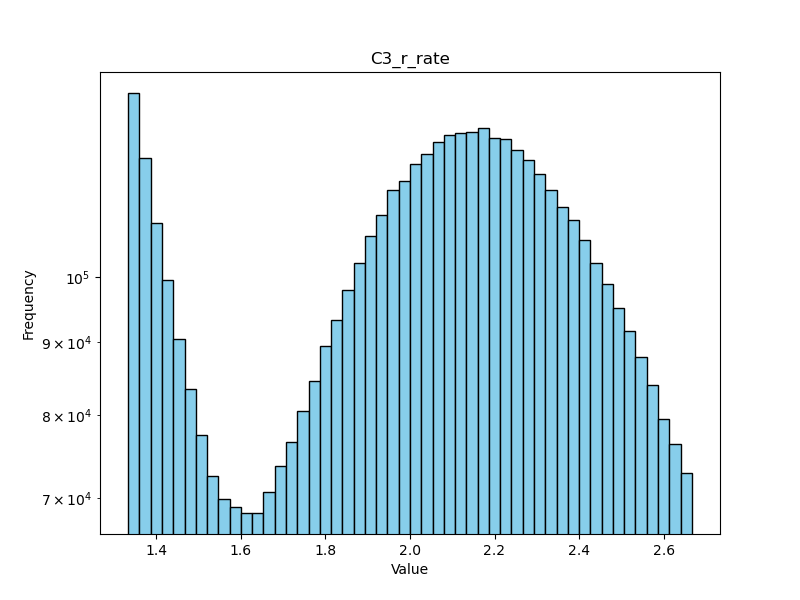 C3_r_rate
Frequency
10⁵
9 × 10⁴
8 × 10⁴
7 × 10⁴
1.4 1.6 1.8 2.0 2.2 2.4 2.6
Value